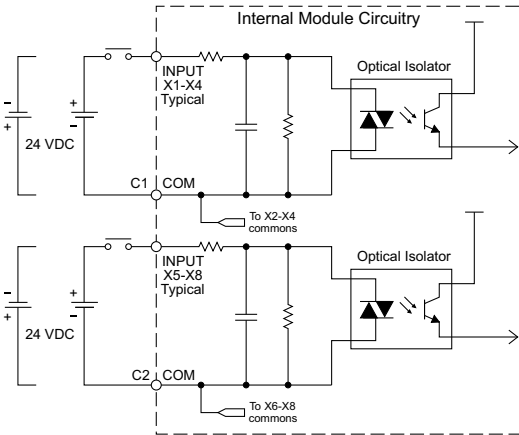 Internal Module Circuitry
Optical Isolator
INPUT
X1-X4
Typical
-
+
+
-
24 VDC
C1 COM
To X2-X4
commons
Optical Isolator
INPUT
X5-X8
Typical
-
+
+
-
24 VDC
C2 COM
To X6-X8
commons